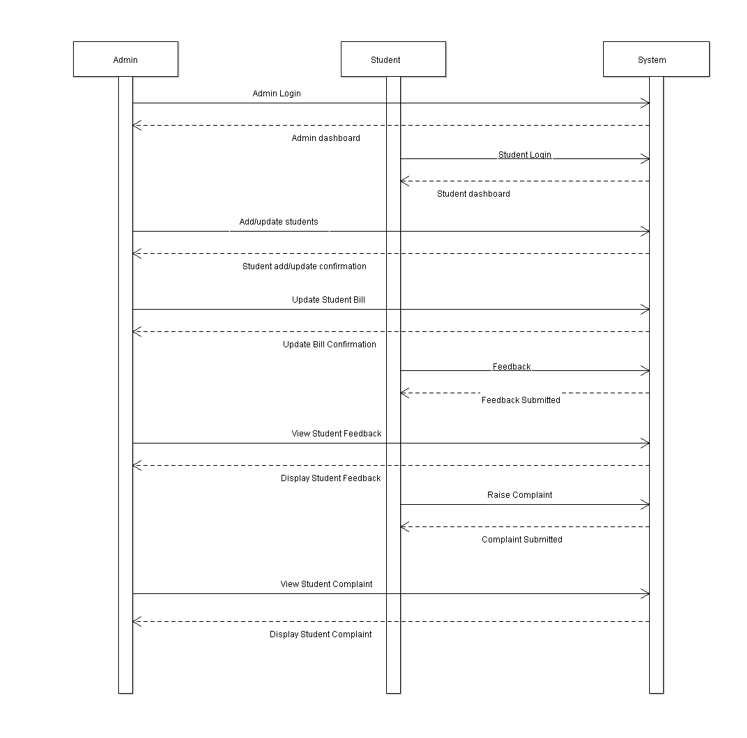 Admin
Student
System
Admin Login
Admin dashboard
Student Login
Student dashboard
Add/update students
Student add/update confirmation
Update Student Bill
Update Bill Confirmation
Feedback
Feedback Submitted
View Student Feedback
Display Student Feedback
Raise Complaint
Complaint Submitted
View Student Complaint
Display Student Complaint